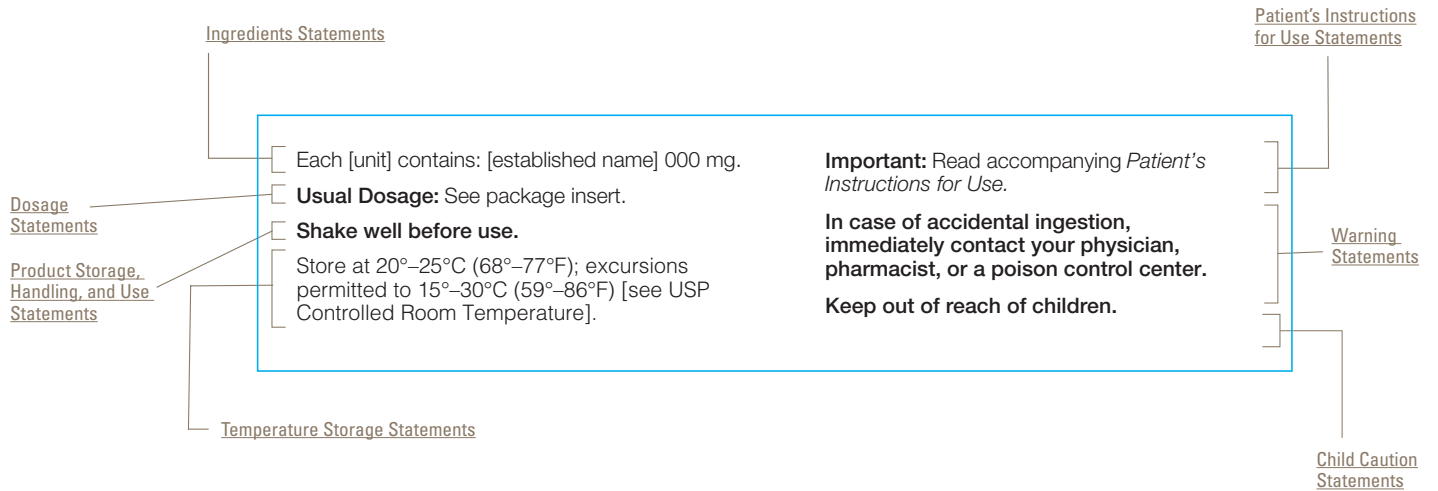 Ingredients Statements
Patient's Instructions
for Use Statements
Each [unit] contains: [established name] 000 mg.
Usual Dosage: See package insert.
Shake well before use.
Store at 20°–25°C (68°–77°F); excursions
permitted to 15°–30°C (59°–86°F) [see USP
Controlled Room Temperature].
Important: Read accompanying Patient's
Instructions for Use.
In case of accidental ingestion,
immediately contact your physician,
pharmacist, or a poison control center.
Keep out of reach of children.
Dosage
Statements
Product Storage,
Handling, and Use
Statements
Warning
Statements
Temperature Storage Statements
Child Caution
Statements